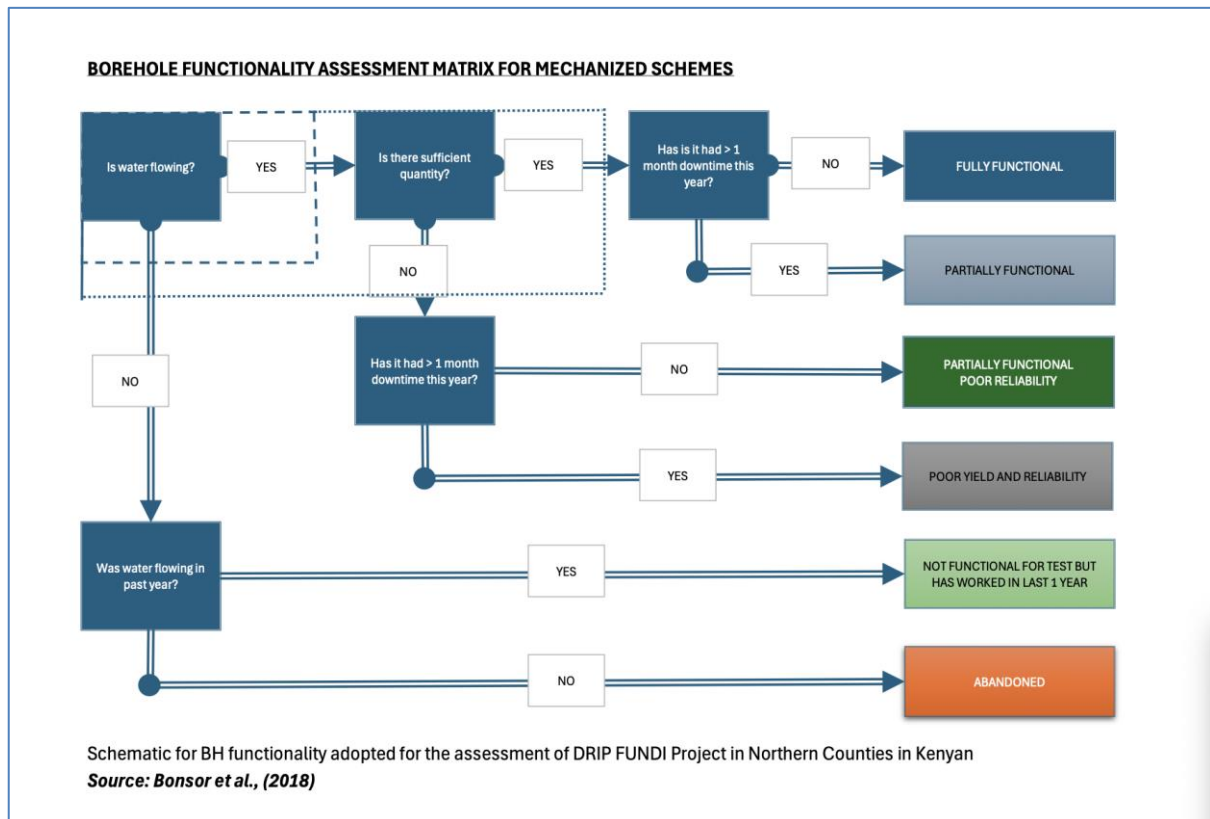 BOREHOLE FUNCTIONALITY ASSESSMENT MATRIX FOR MECHANIZED SCHEMES
Is water flowing?
YES
Is there sufficient
quantity?
YES
Has is it had > 1
month downtime this
year?
NO
FULLY FUNCTIONAL
NO
YES
PARTIALLY FUNCTIONAL
NO
Has it had > 1 month
downtime this year?
NO
PARTIALLY FUNCTIONAL
POOR RELIABILITY
YES
POOR YIELD AND RELIABILITY
Was water flowing in
past year?
YES
NOT FUNCTIONAL FOR TEST BUT
HAS WORKED IN LAST 1 YEAR
NO
ABANDONED
Schematic for BH functionality adopted for the assessment of DRIP FUNDI Project in Northern Counties in Kenyan
Source: Bonsor et al., (2018)